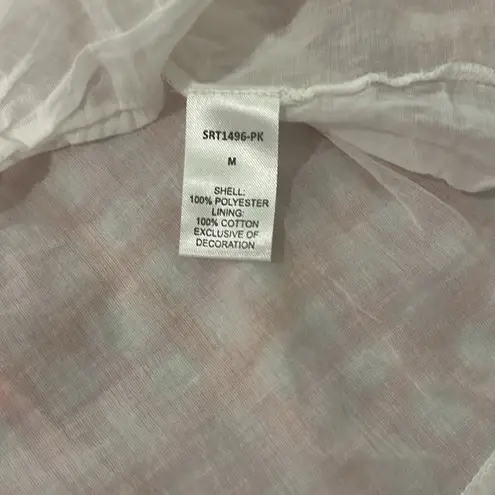 SRT1496-PK
M
SHELL:
100% POLYESTER
LINING:
100% COTTON
EXCLUSIVE OF
DECORATION